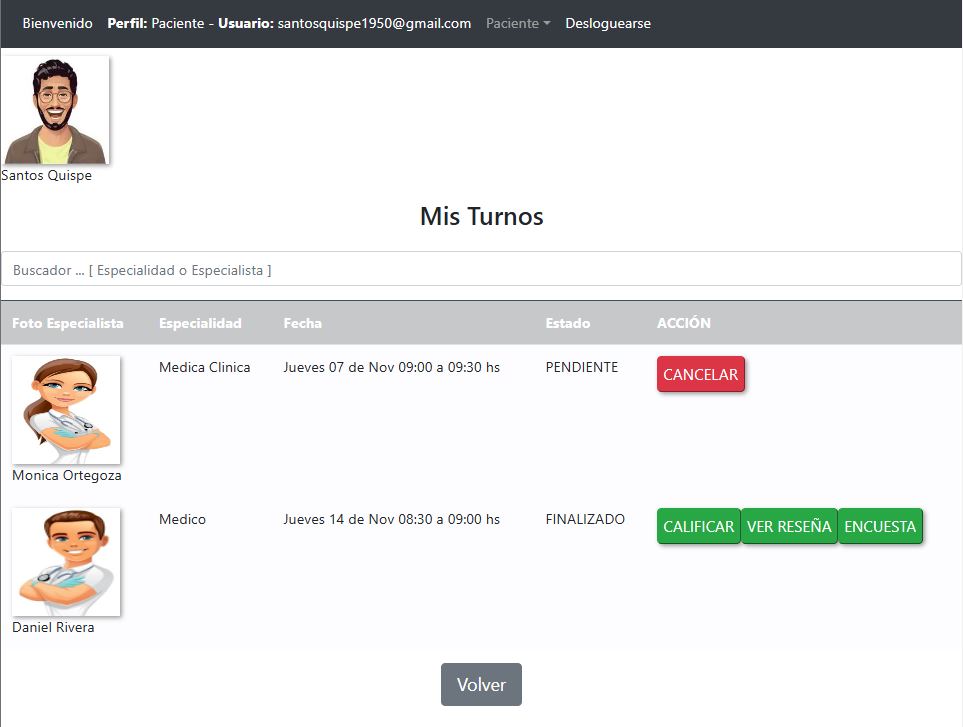 Bienvenido Perfil: Paciente - Usuario: santosquispe1950@gmail.com Paciente Desloguearse
Santos Quispe
Mis Turnos
Buscador ... [ Especialidad o Especialista ]
Foto Especialista Especialidad Fecha Estado ACCIÓN
Medica Clinica Jueves 07 de Nov 09:00 a 09:30 hs PENDIENTE CANCELAR
Monica Ortegoza
Medico Jueves 14 de Nov 08:30 a 09:00 hs FINALIZADO CALIFICAR VER RESEÑA ENCUESTA
Daniel Rivera
Volver